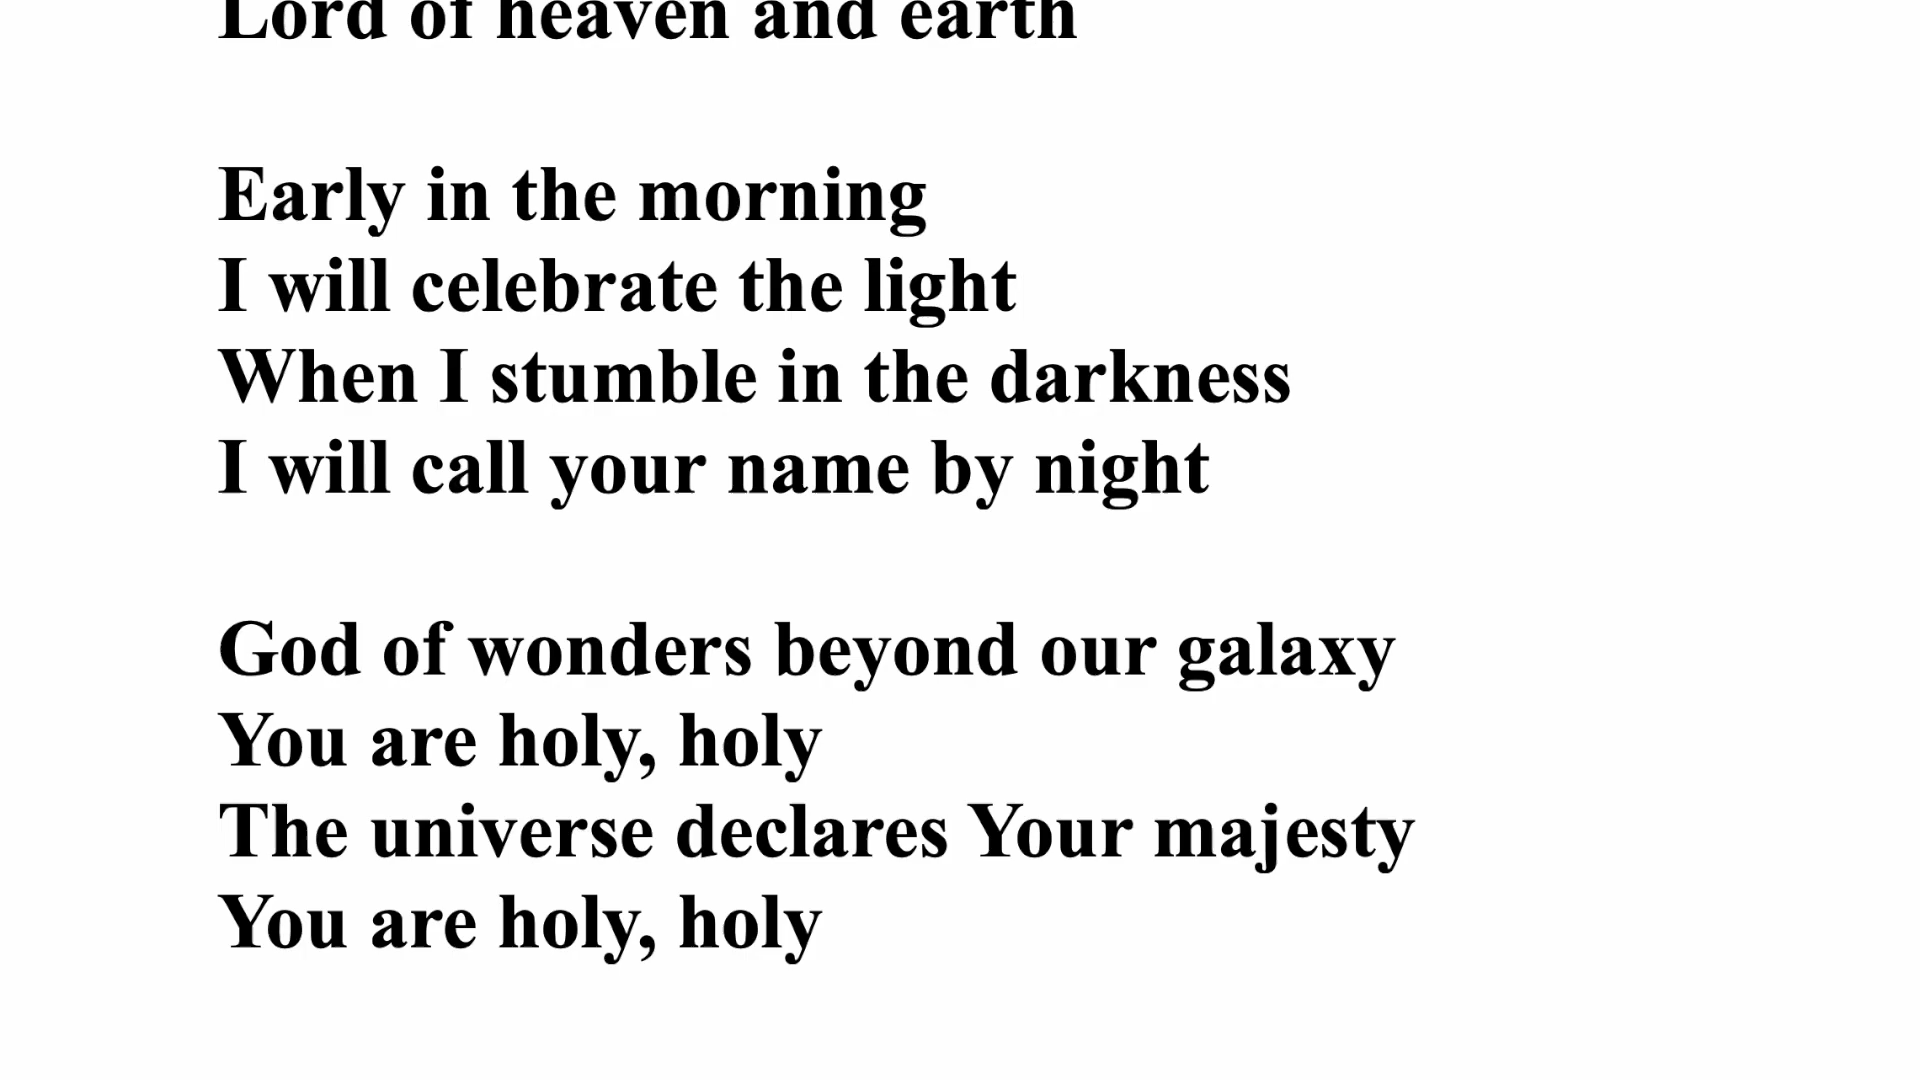 Lord of heaven and earth
Early in the morning
I will celebrate the light
When I stumble in the darkness
I will call your name by night
God of wonders beyond our galaxy
You are holy, holy
The universe declares Your majesty
You are holy, holy